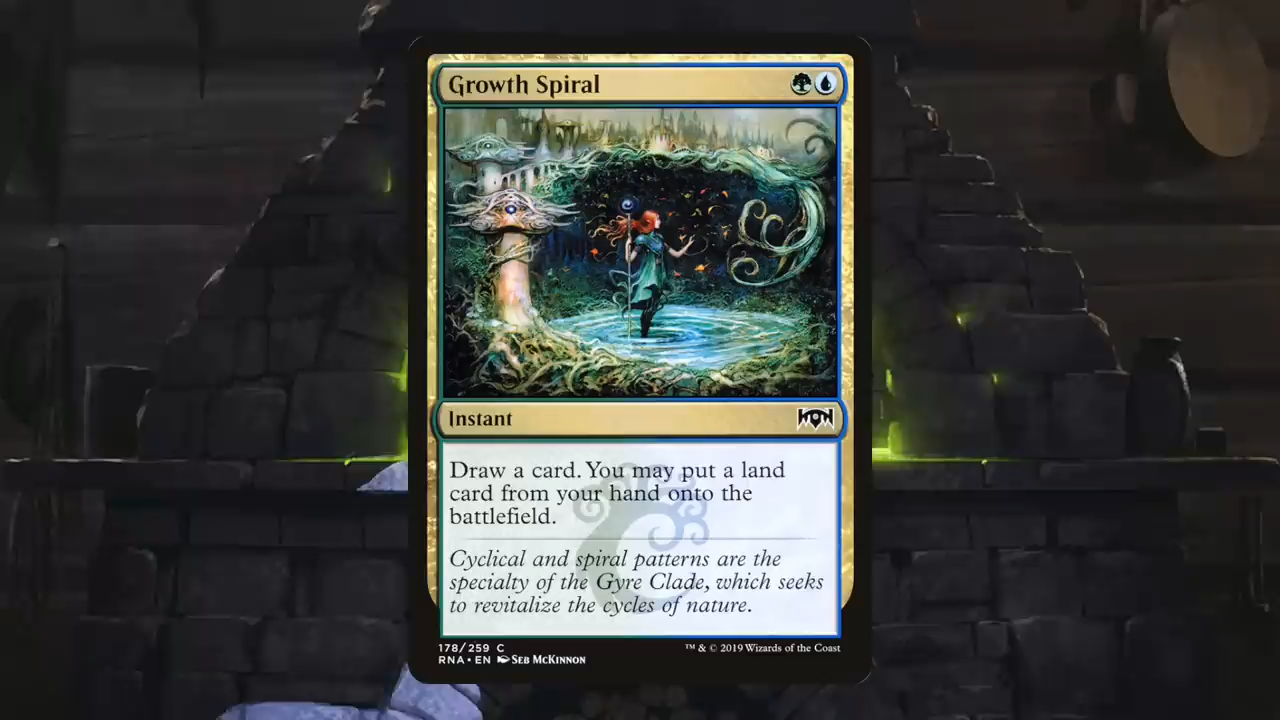 Growth Spiral
Instant
Draw a card. You may put a land
card from your hand onto the
battlefield.
Cyclical and spiral patterns are the
specialty of the Gyre Clade, which seeks
to revitalize the cycles of nature.
178/259 C
RNA • EN Seb McKinnon
™ & © 2019 Wizards of the Coast